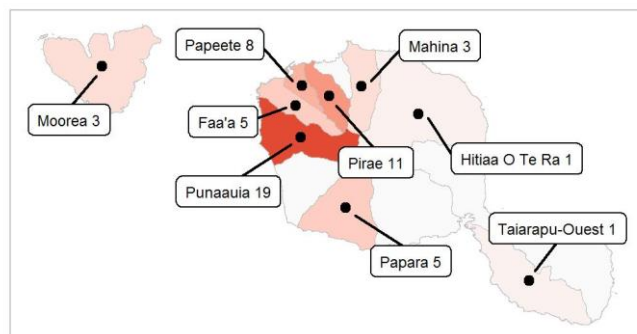 Papeete 8
Mahina 3
Moorea 3
Faa'a 5
Pirae 11
Hitiaa O Te Ra 1
Punaauia 19
Taiarapu-Ouest 1
Papara 5